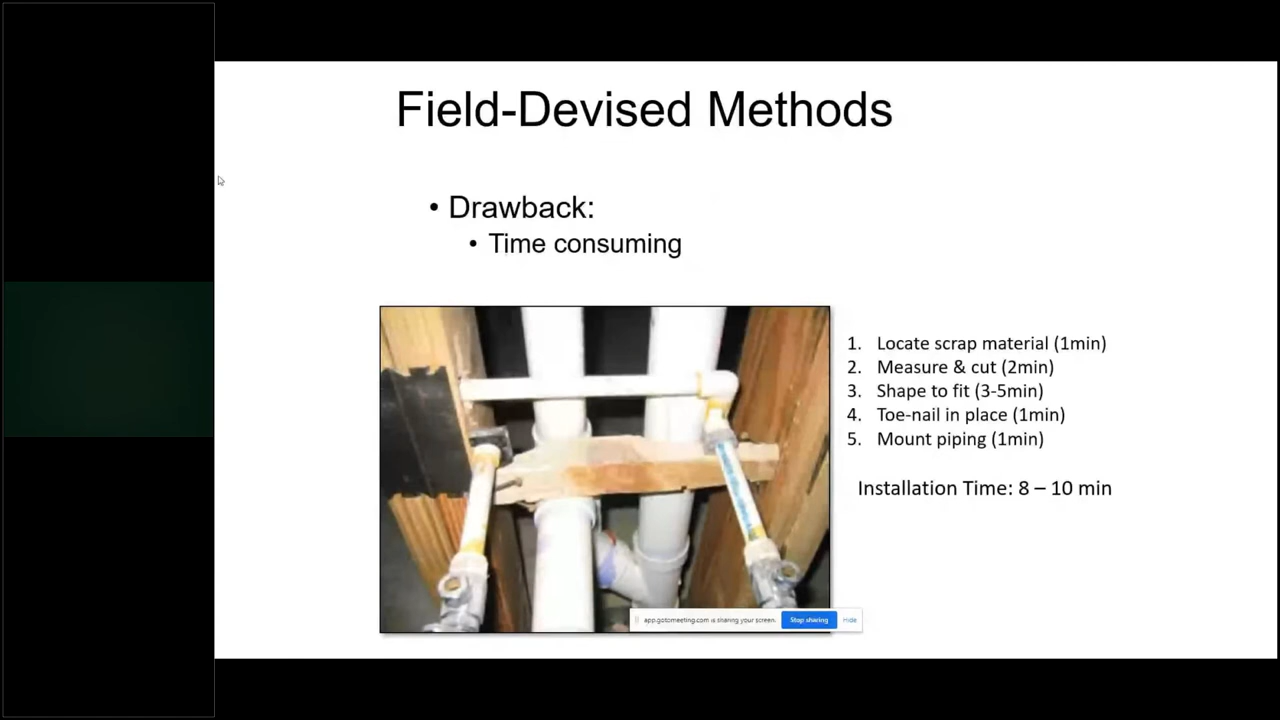 Field-Devised Methods
• Drawback:
• Time consuming
1. Locate scrap material (1min)
2. Measure & cut (2min)
3. Shape to fit (3-5min)
4. Toe-nail in place (1min)
5. Mount piping (1min)
Installation Time: 8 – 10 min
app.gotomeeting.com is sharing your screen. Stop sharing Hide